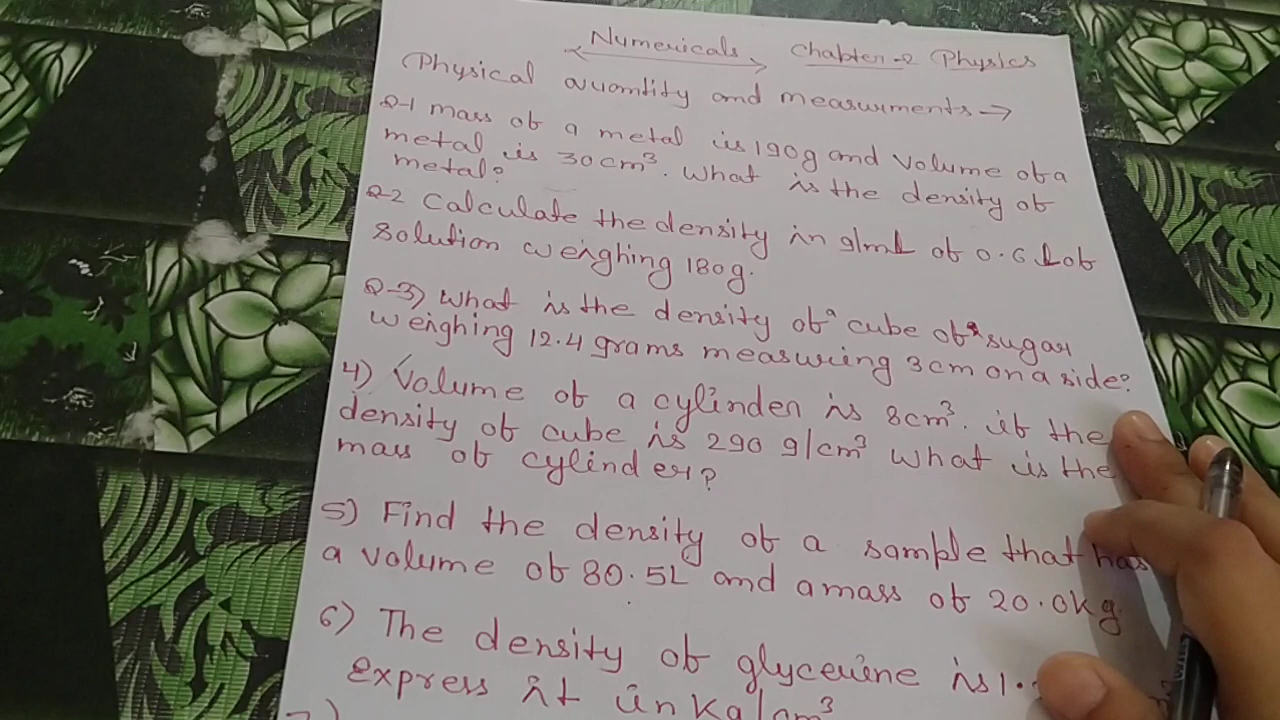 Numericals Chapter-2 Physics
Physical quantity and measurments →
Q-1 mass of a metal is 190g and volume of a
metal is 30cm³. What is the density of
metal?
Q-2 Calculate the density in g/mL of 0.6 L of
solution weighing 180g.
Q-3) What is the density of a cube of sugar
weighing 12.4 grams measuring 3cm on a side?
4) Volume of a cylinder is 8cm³. if the
density of cube is 290 g/cm³ what is the
mass of cylinder?
5) Find the density of a sample that has
a volume of 80.5L and a mass of 20.0kg.
6) The density of glycerine is 1.
express it in kg/cm³
7)